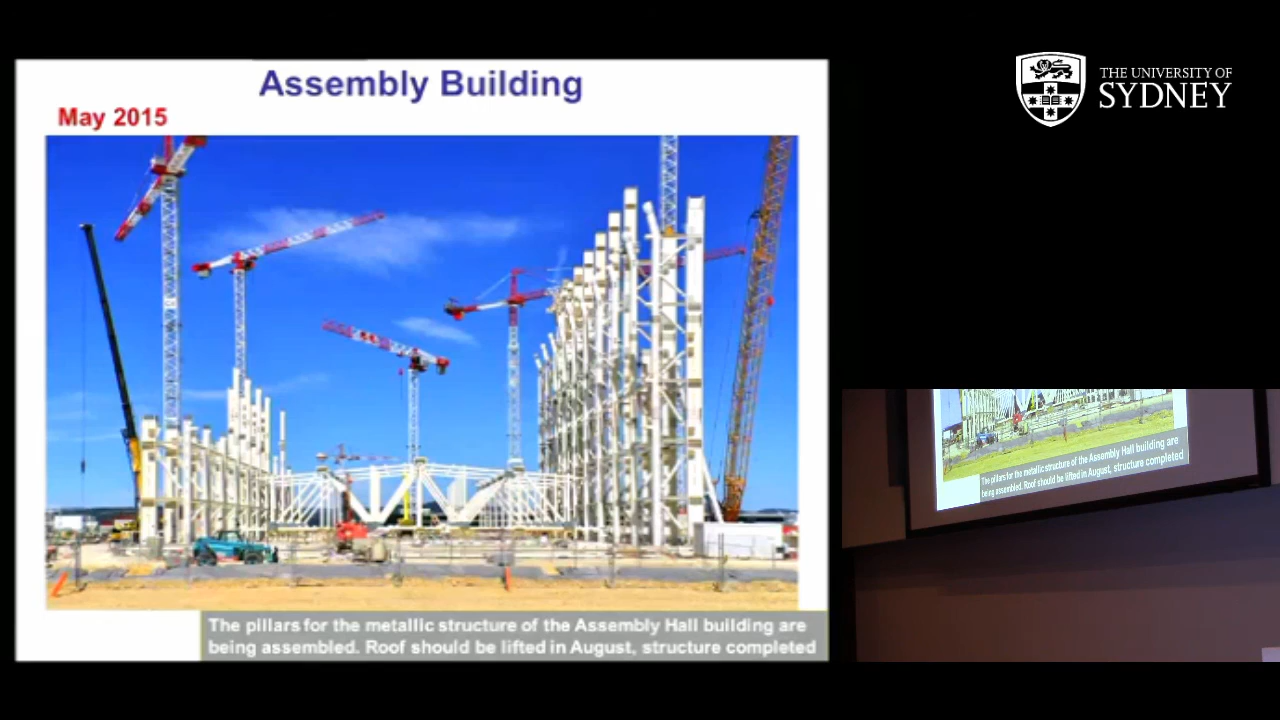 Assembly Building
May 2015
The pillars for the metallic structure of the Assembly Hall building are
being assembled. Roof should be lifted in August, structure completed
THE UNIVERSITY OF
SYDNEY
The pillars for the metallic structure of the Assembly Hall building are
being assembled. Roof should be lifted in August, structure completed